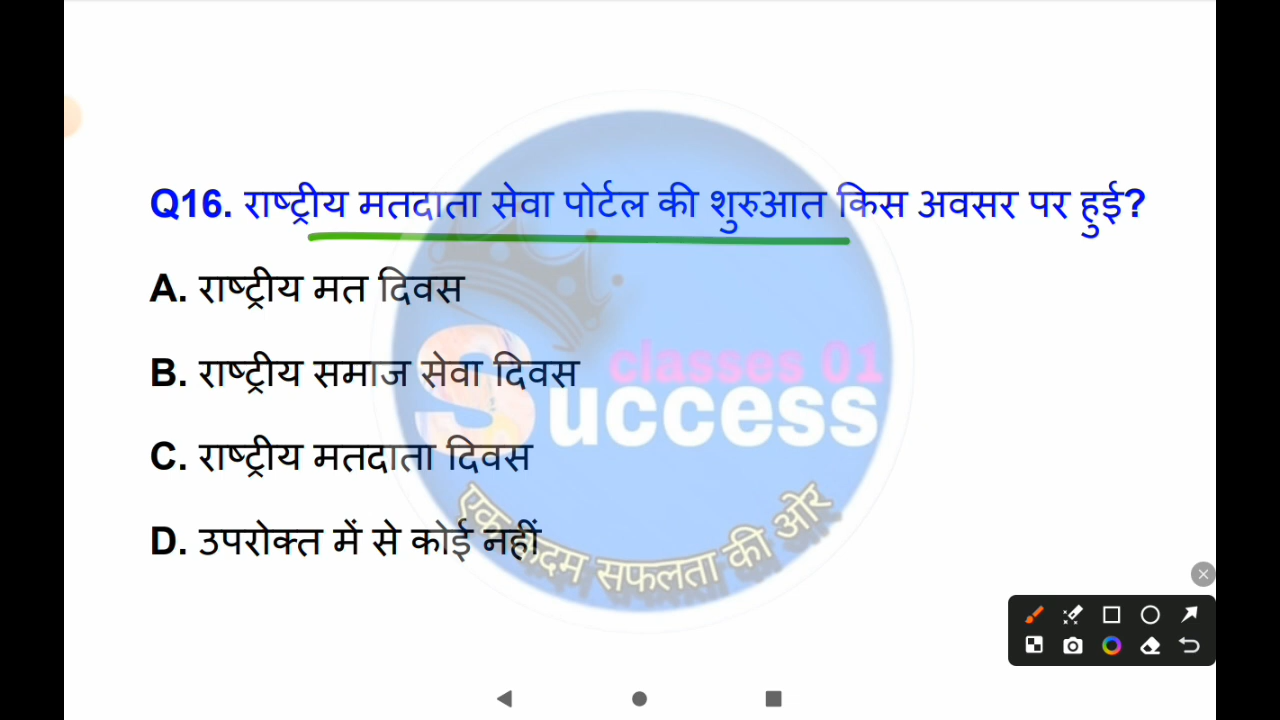 Q16. राष्ट्रीय मतदाता सेवा पोर्टल की शुरुआत किस अवसर पर हुई?
A. राष्ट्रीय मत दिवस
B. राष्ट्रीय समाज सेवा दिवस
classes 01
Success
C. राष्ट्रीय मतदाता दिवस
D. उपरोक्त में से कोई नहीं
एक कदम सफलता की ओर